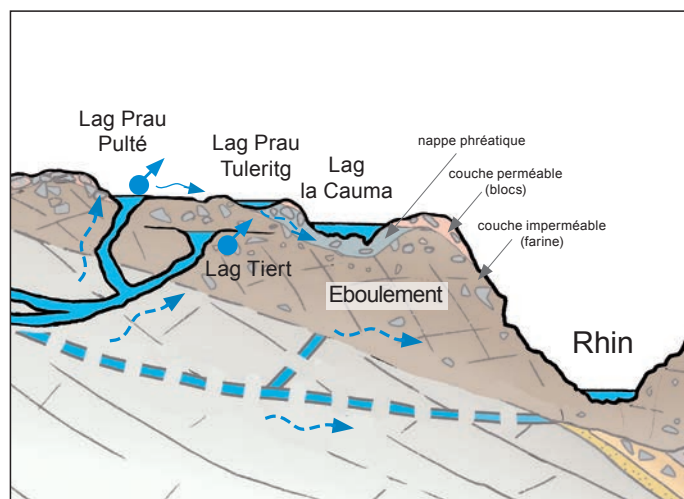 Lag Prau
Pulté
Lag Prau
Tuleritg
Lag
la Cauma
nappe phréatique
couche perméable
(blocs)
couche imperméable
(farine)
Lag Tiert
Eboulement
Rhin